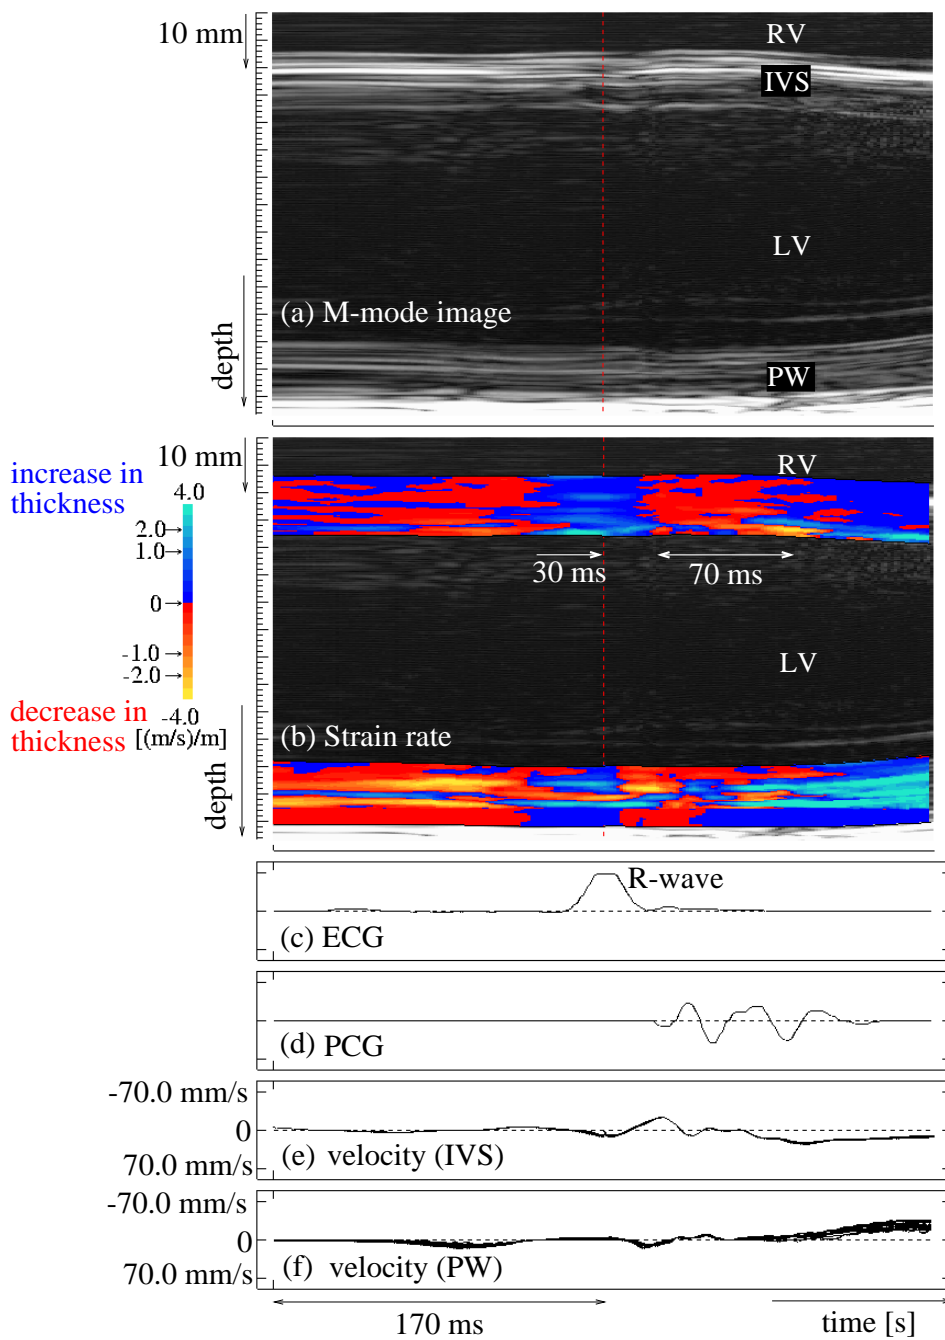 10 mm
RV
IVS
LV
(a) M-mode image
PW
depth
10 mm
RV
increase in
thickness
4.0
2.0
1.0
0
-1.0
-2.0
-4.0
[(m/s)/m]
decrease in
thickness
30 ms
70 ms
LV
(b) Strain rate
depth
R-wave
(c) ECG
(d) PCG
-70.0 mm/s
0
70.0 mm/s
(e) velocity (IVS)
-70.0 mm/s
0
70.0 mm/s
(f) velocity (PW)
170 ms
time [s]